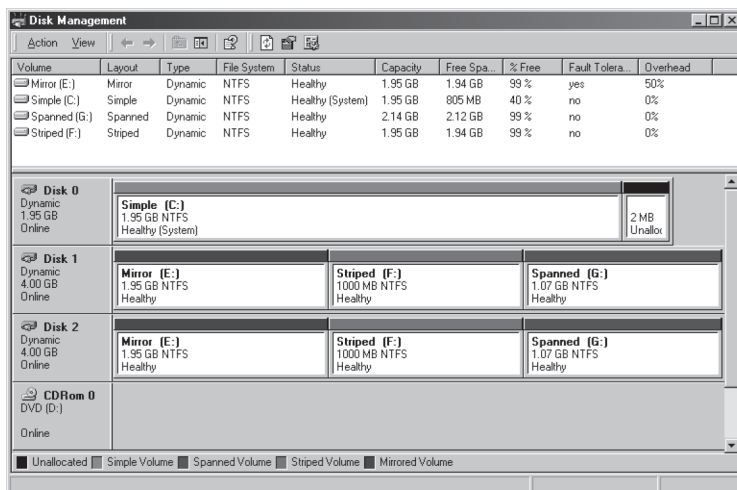 Disk Management
Action View
Volume Layout Type File System Status Capacity Free Spa... % Free Fault Tolera... Overhead
Mirror (E:) Mirror Dynamic NTFS Healthy 1.95 GB 1.94 GB 99 % yes 50%
Simple (C:) Simple Dynamic NTFS Healthy (System) 1.95 GB 805 MB 40 % no 0%
Spanned (G:) Spanned Dynamic NTFS Healthy 2.14 GB 2.12 GB 99 % no 0%
Striped (F:) Striped Dynamic NTFS Healthy 1.95 GB 1.94 GB 99 % no 0%
Disk 0
Dynamic
1.95 GB
Online
Simple (C:)
1.95 GB NTFS
Healthy (System)
2 MB
Unalloc
Disk 1
Dynamic
4.00 GB
Online
Mirror (E:)
1.95 GB NTFS
Healthy
Striped (F:)
1000 MB NTFS
Healthy
Spanned (G:)
1.07 GB NTFS
Healthy
Disk 2
Dynamic
4.00 GB
Online
Mirror (E:)
1.95 GB NTFS
Healthy
Striped (F:)
1000 MB NTFS
Healthy
Spanned (G:)
1.07 GB NTFS
Healthy
CDRom 0
DVD (D:)
Online
Unallocated Simple Volume Spanned Volume Striped Volume Mirrored Volume